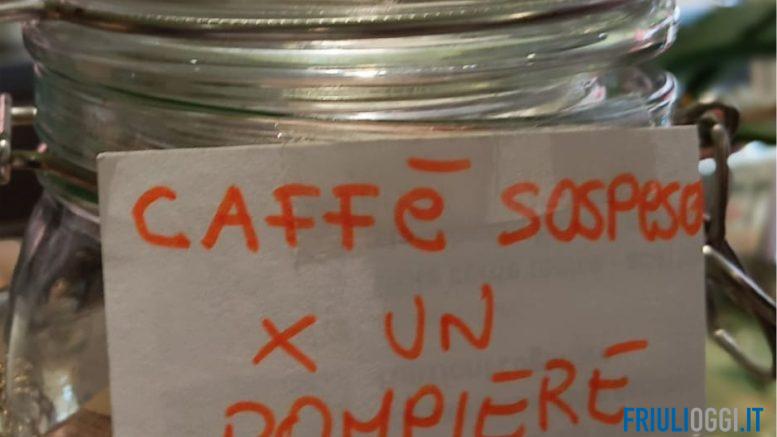 CAFFē SOSPESO
X UN
POMPIERE
FRIULIOGGI.IT